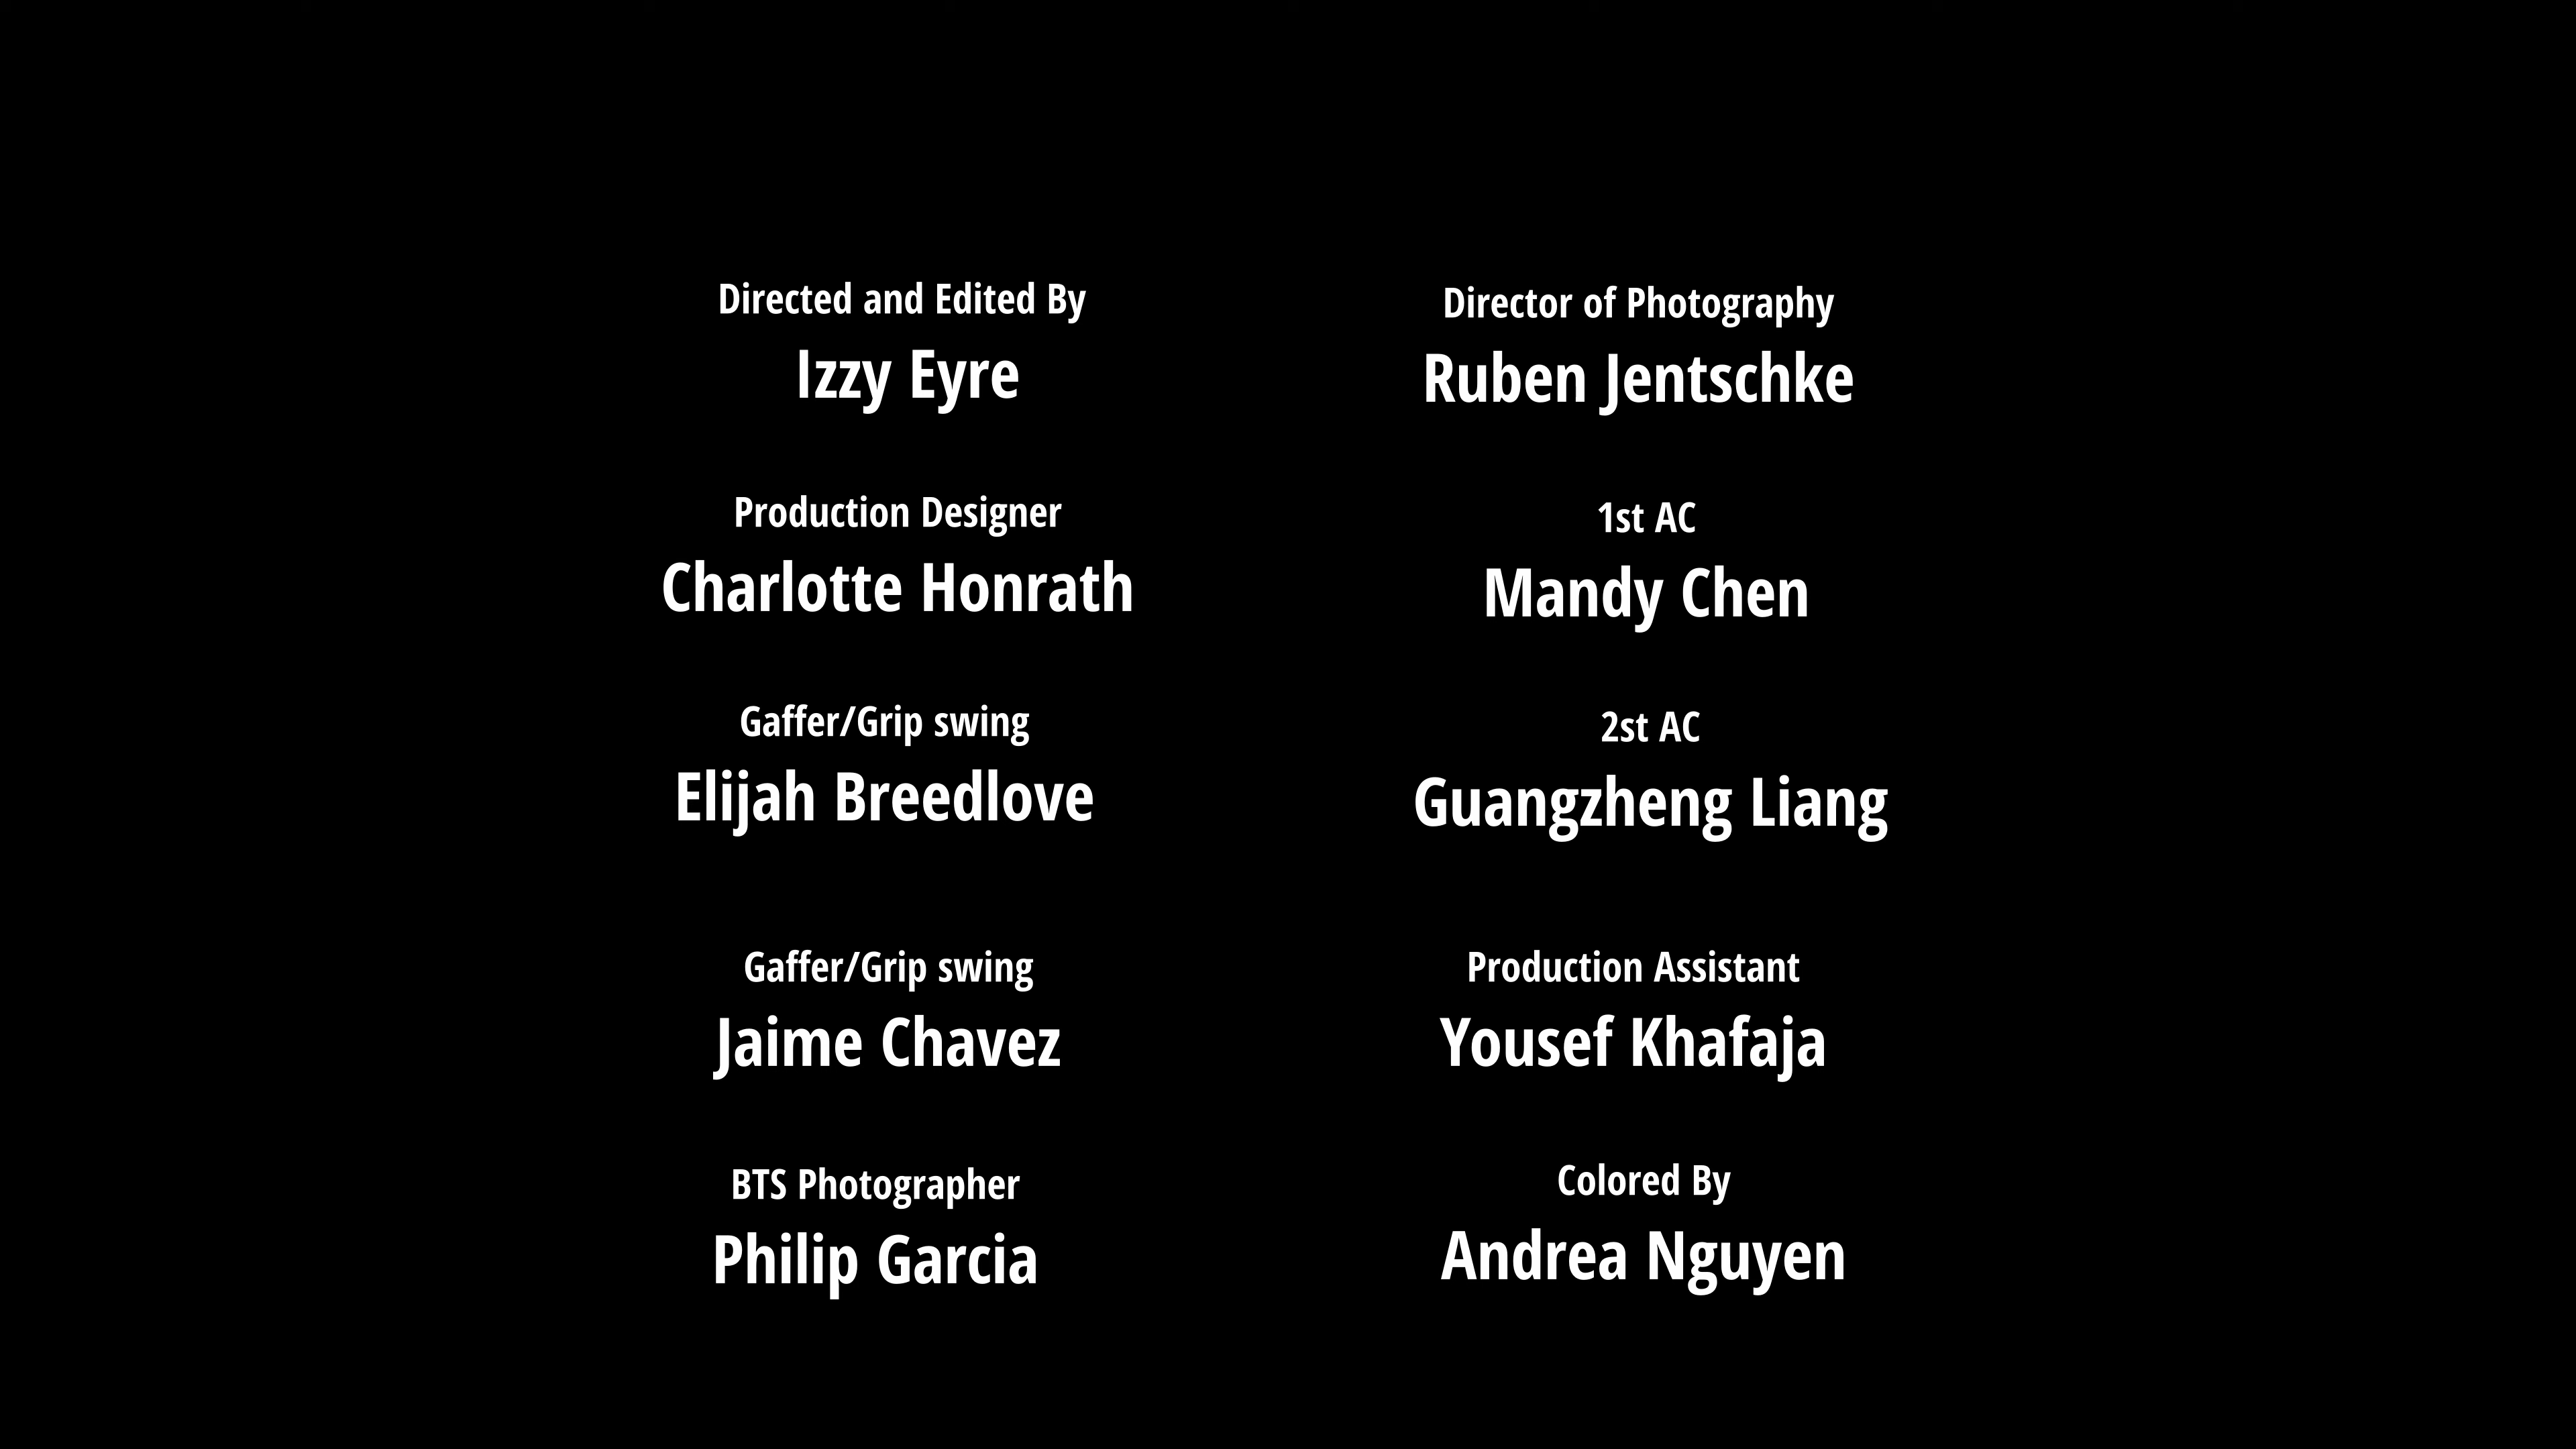 Directed and Edited By
Izzy Eyre
Director of Photography
Ruben Jentschke
Production Designer
Charlotte Honrath
1st AC
Mandy Chen
Gaffer/Grip swing
Elijah Breedlove
2st AC
Guangzheng Liang
Gaffer/Grip swing
Jaime Chavez
Production Assistant
Yousef Khafaja
BTS Photographer
Philip Garcia
Colored By
Andrea Nguyen